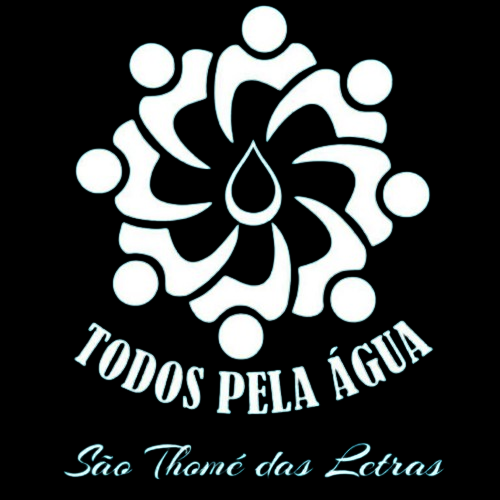 TODOS PELA ÁGUA
São Thomé das Letras